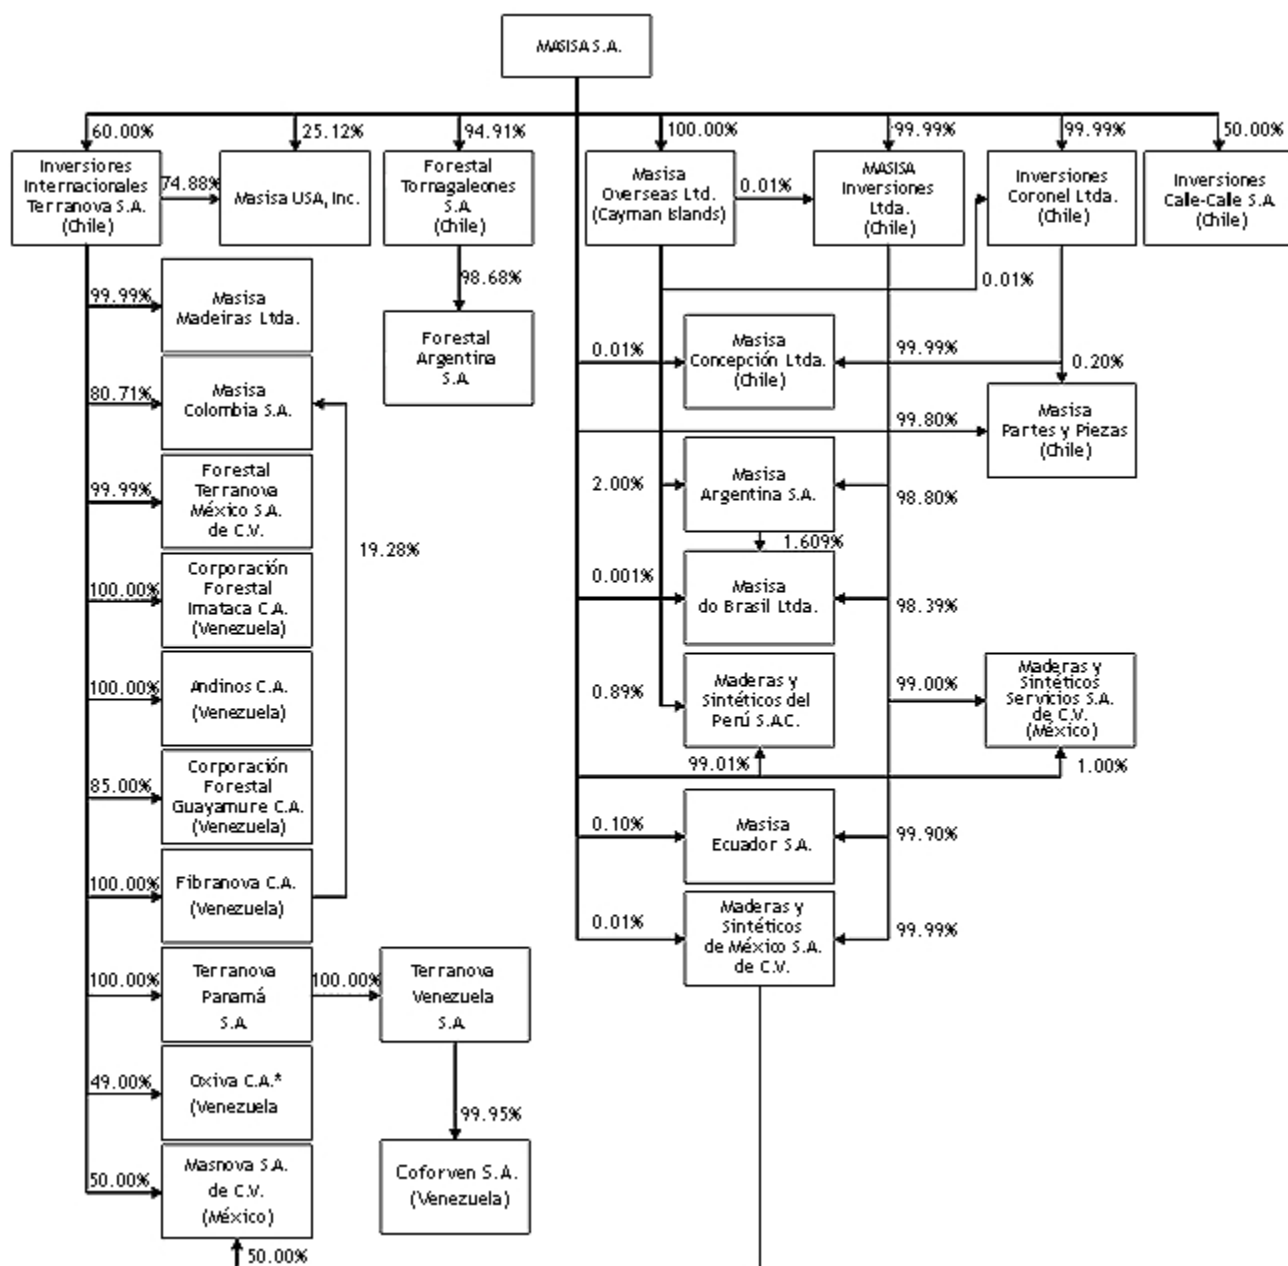 MASISA S.A.
60.00%
25.12%
94.91%
100.00%
99.99%
99.99%
50.00%
Inversiones
Internacionales
Terranova S.A.
(Chile)
74.88%
Masisa USA, Inc.
Forestal
Tornagaleones
S.A
(Chile)
Masisa
Overseas Ltd.
(Cayman Islands)
0.01%
MASISA
Inversiones
Ltda.
(Chile)
Inversiones
Coronel Ltda.
(Chile)
Inversiones
Calle-Calle S.A
(Chile)
98.68%
0.01%
99.99%
Masisa
Madeiras Ltda.
Forestal
Argentina
S.A
0.01%
Masisa
Concepción Ltda.
(Chile)
99.99%
0.20%
80.71%
Masisa
Colombia S.A.
99.80%
Masisa
Partes y Piezas
(Chile)
99.99%
Forestal
Terranova
México S.A.
de C.V.
2.00%
Masisa
Argentina S.A.
98.80%
19.28%
1.609%
100.00%
Corporación
Forestal
Imataca C.A.
(Venezuela)
0.001%
Masisa
do Brasil Ltda.
98.39%
100.00%
Andinos C.A.
(Venezuela)
0.89%
Maderas y
Sintéticos del
Perú S.A.C.
99.00%
Maderas y
Sintéticos
Servicios S.A.
de C.V.
(México)
99.01%
1.00%
85.00%
Corporación
Forestal
Guayamure C.A.
(Venezuela)
0.10%
Masisa
Ecuador S.A.
99.90%
100.00%
Fibranova C.A.
(Venezuela)
0.01%
Maderas y
Sintéticos
de México S.A.
de C.V.
99.99%
100.00%
Terranova
Panamá
S.A
100.00%
Terranova
Venezuela
S.A
49.00%
Oxiva C.A.*
(Venezuela
99.95%
50.00%
Masnova S.A.
de C.V.
(México)
Coforven S.A.
(Venezuela)
50.00%